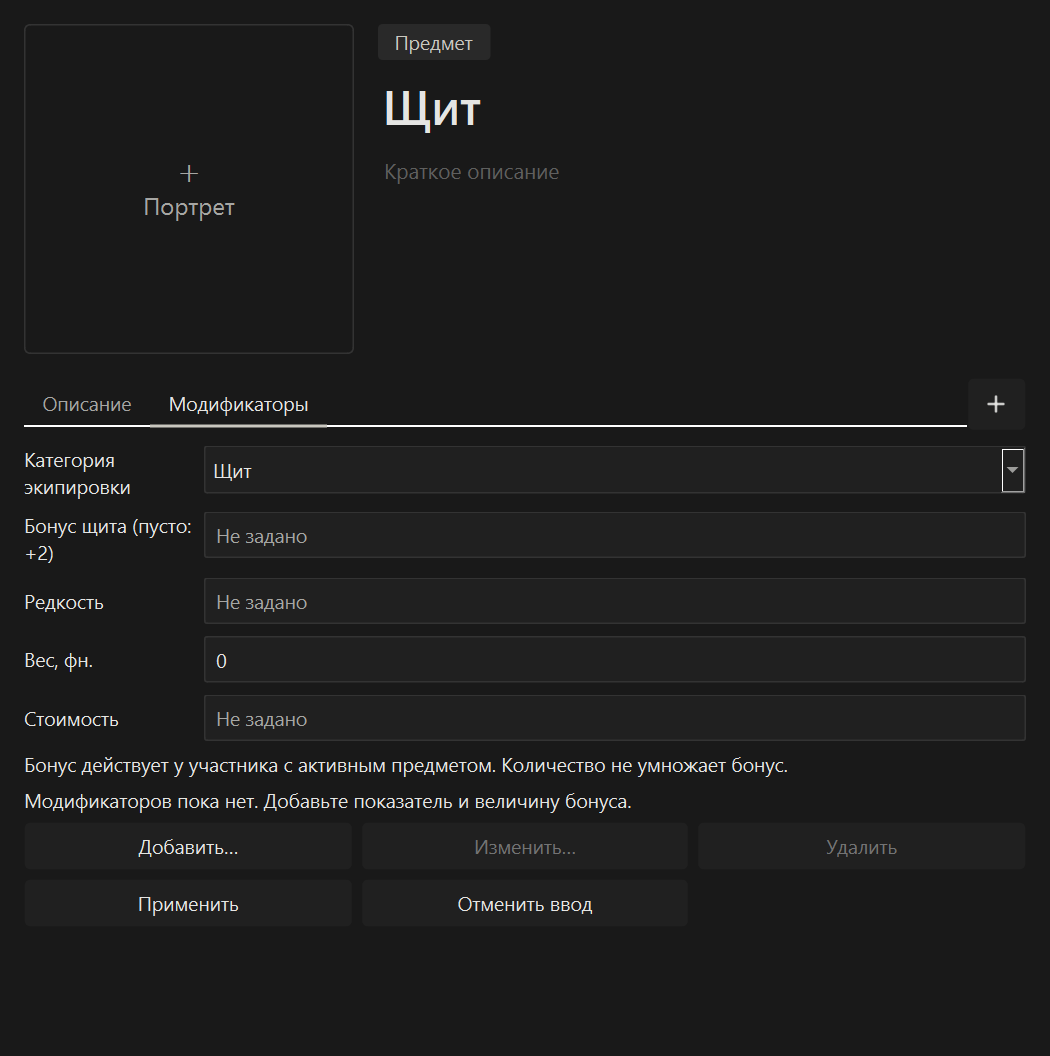 Предмет
Щит
Краткое описание
+
Портрет
Описание
Модификаторы
+
Категория
экипировки
Щит
Бонус щита (пусто:
+2)
Не задано
Редкость
Не задано
Вес, фн.
0
Стоимость
Не задано
Бонус действует у участника с активным предметом. Количество не умножает бонус.
Модификаторов пока нет. Добавьте показатель и величину бонуса.
Добавить...
Изменить...
Удалить
Применить
Отменить ввод